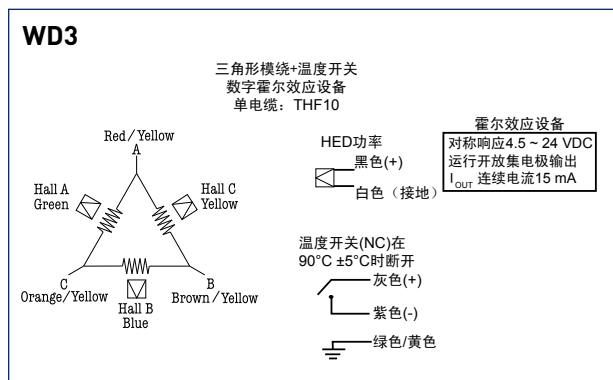 WD3
三角形模绕+温度开关
数字霍尔效应设备
单电缆：THF10
Red/Yellow
A
Hall A
Green
Hall C
Yellow
C
Orange/Yellow
Hall B
Blue
B
Brown/Yellow
HED功率
黑色(+)
白色（接地）
霍尔效应设备
对称响应4.5 ~ 24 VDC
运行开放集电极输出
I_OUT 连续电流15 mA
温度开关(NC)在
90°C ±5°C时断开
灰色(+)
紫色(-)
绿色/黄色